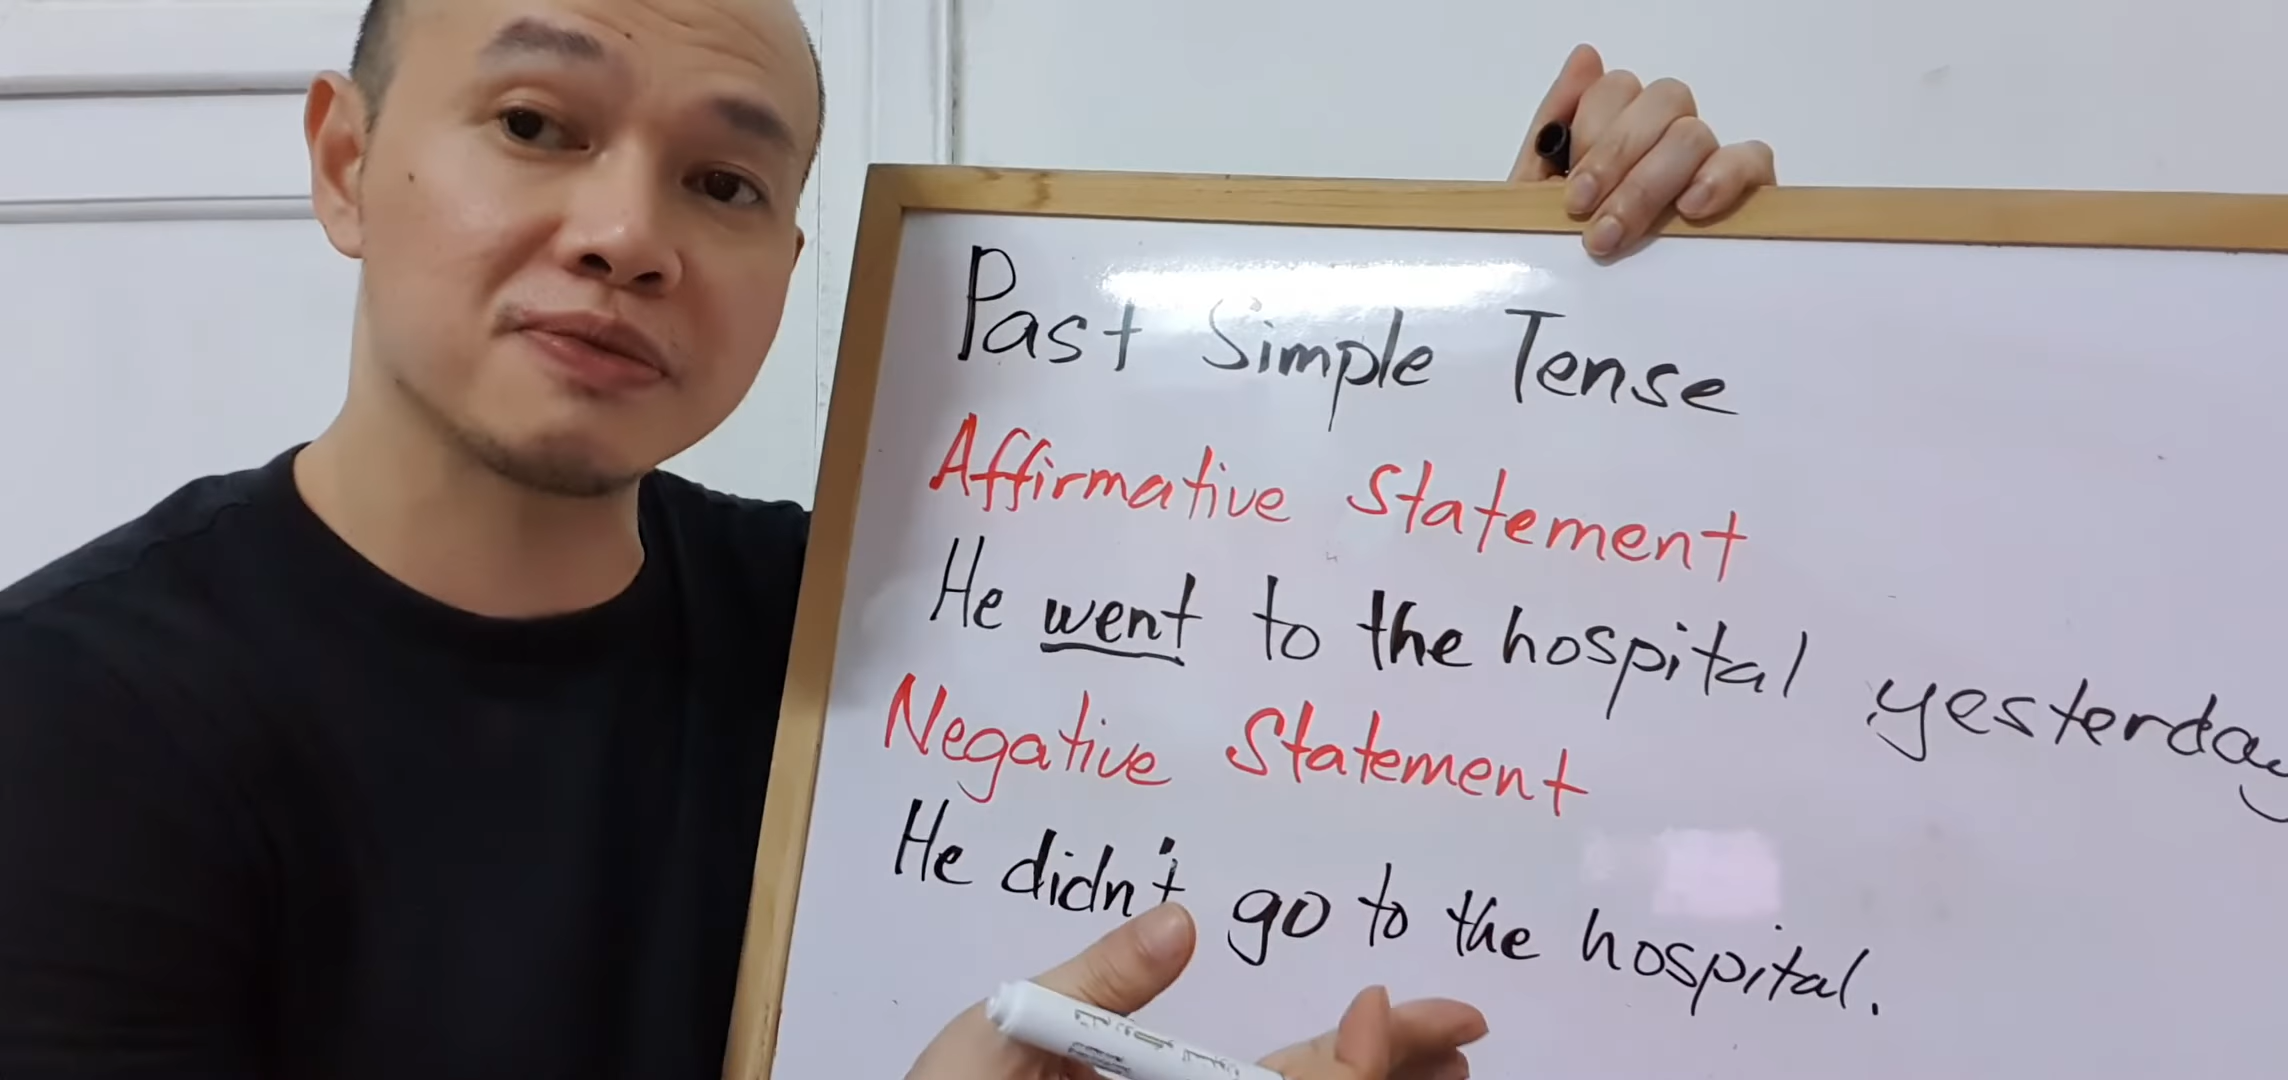 Past Simple Tense
Affirmative Statement
He went to the hospital yesterday
Negative Statement
He didn't go to the hospital.